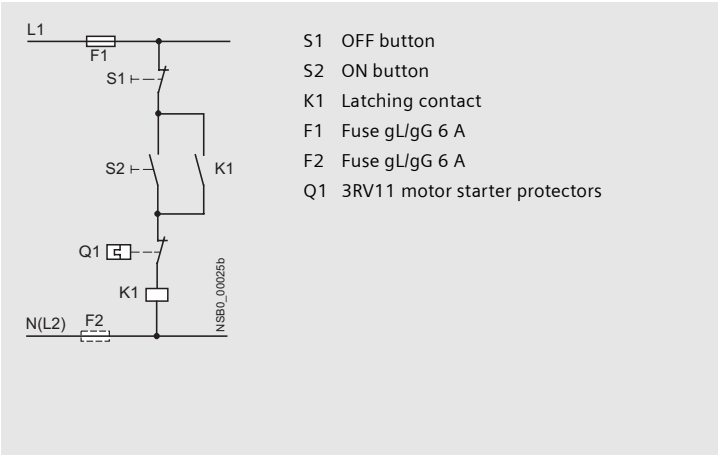 L1
F1
S1
S2
K1
Q1
K1
N(L2)
F2
NSB0_00025b
S1 OFF button
S2 ON button
K1 Latching contact
F1 Fuse gL/gG 6 A
F2 Fuse gL/gG 6 A
Q1 3RV11 motor starter protectors